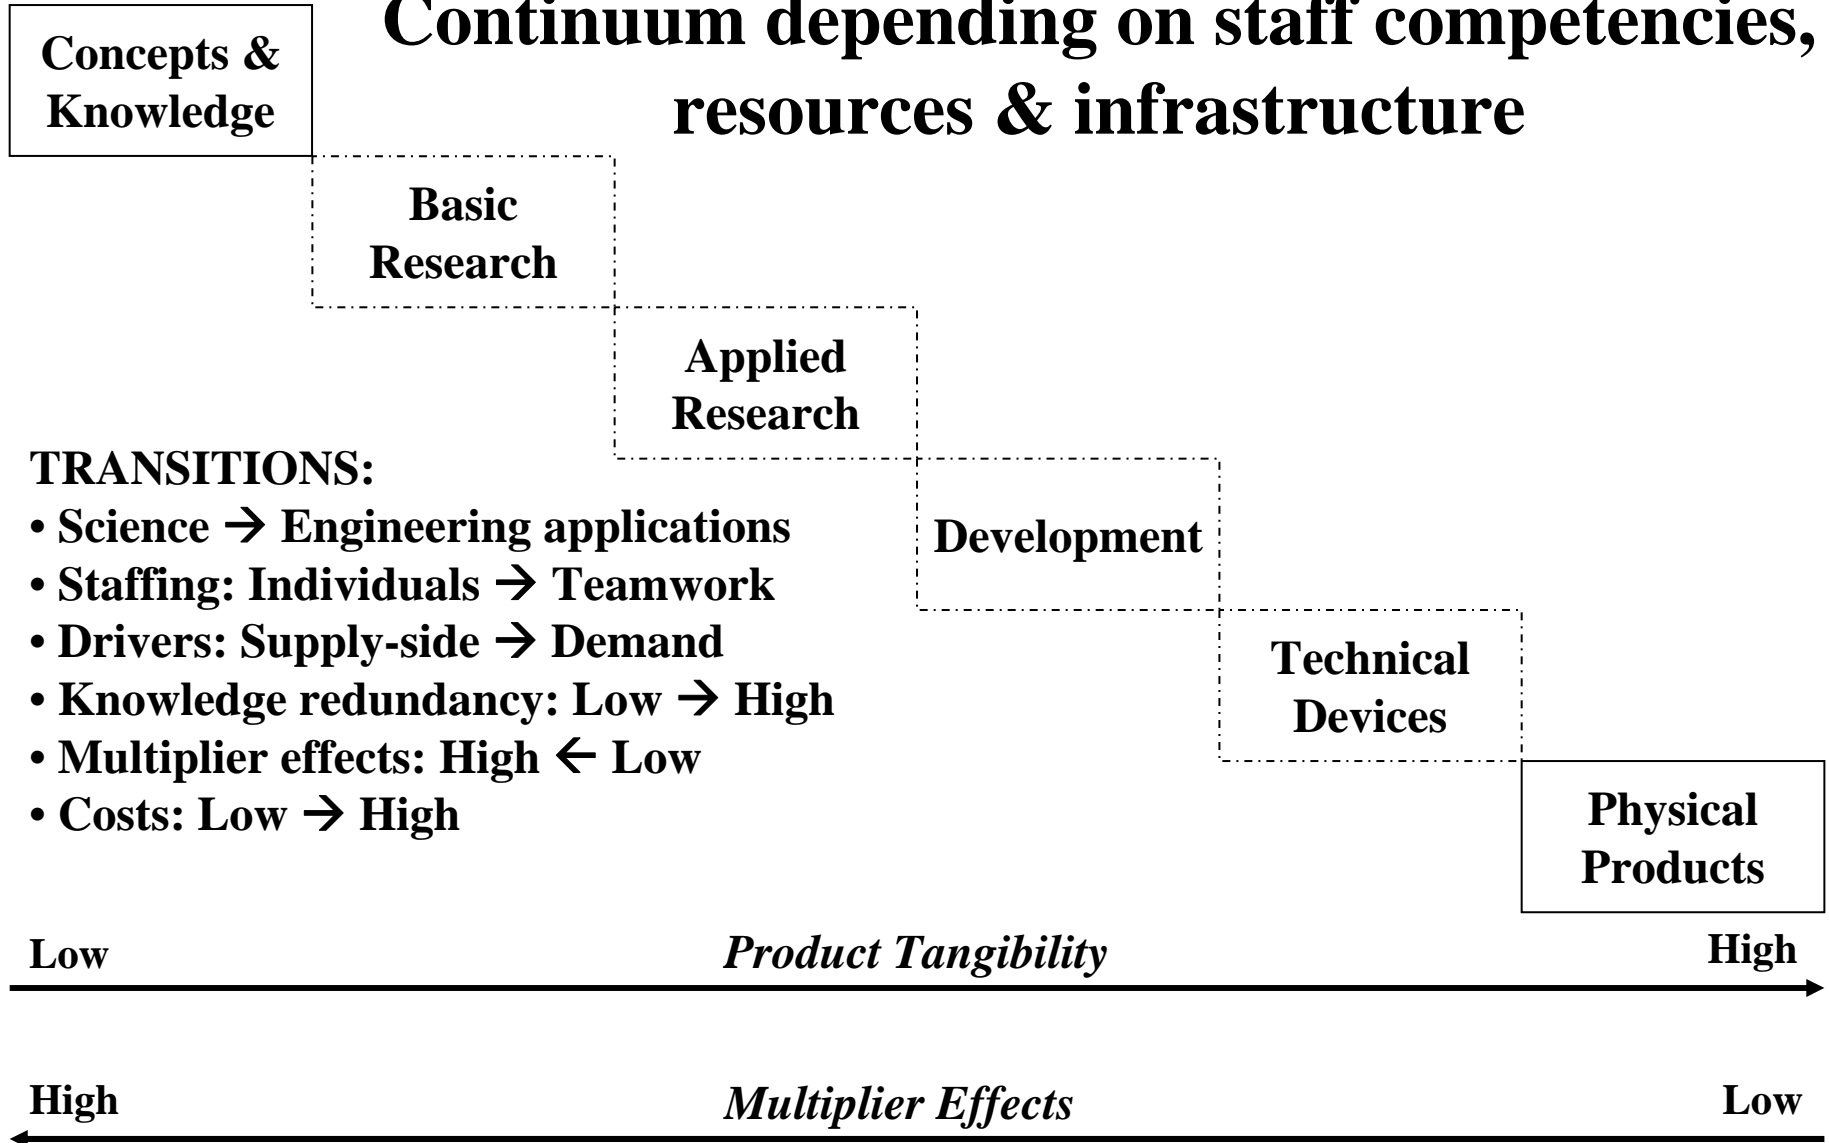 Continuum depending on staff competencies,
resources & infrastructure
Concepts &
Knowledge
Basic
Research
Applied
Research
Development
Technical
Devices
Physical
Products
TRANSITIONS:
• Science → Engineering applications
• Staffing: Individuals → Teamwork
• Drivers: Supply-side → Demand
• Knowledge redundancy: Low → High
• Multiplier effects: High ← Low
• Costs: Low → High
Low Product Tangibility High
High Multiplier Effects Low